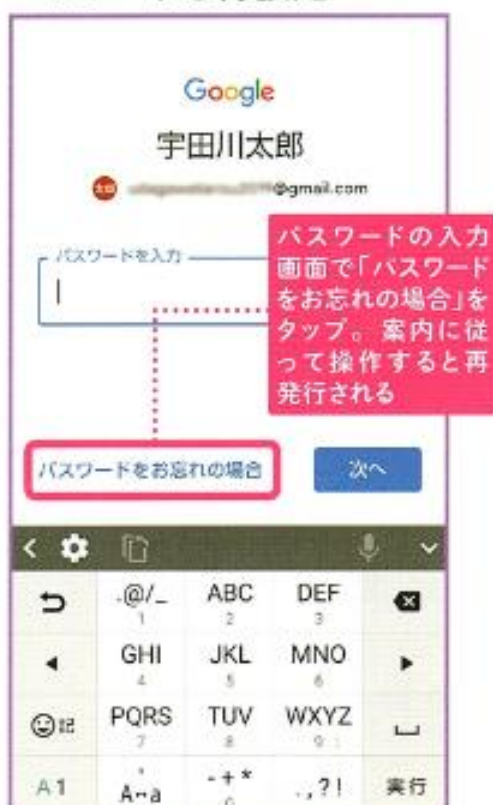 Google
宇田川太郎
太郎
@gmail.com
パスワードを入力
パスワードの入力
画面で「パスワード
をお忘れの場合」を
タップ。案内に従
って操作すると再
発行される
パスワードをお忘れの場合
次へ
.@/_ ABC DEF
1 2 3
GHI JKL MNO
4 5 6
記 PQRS TUV WXYZ
7 8 9
A1 A↔a -+* .,?! 実行
0